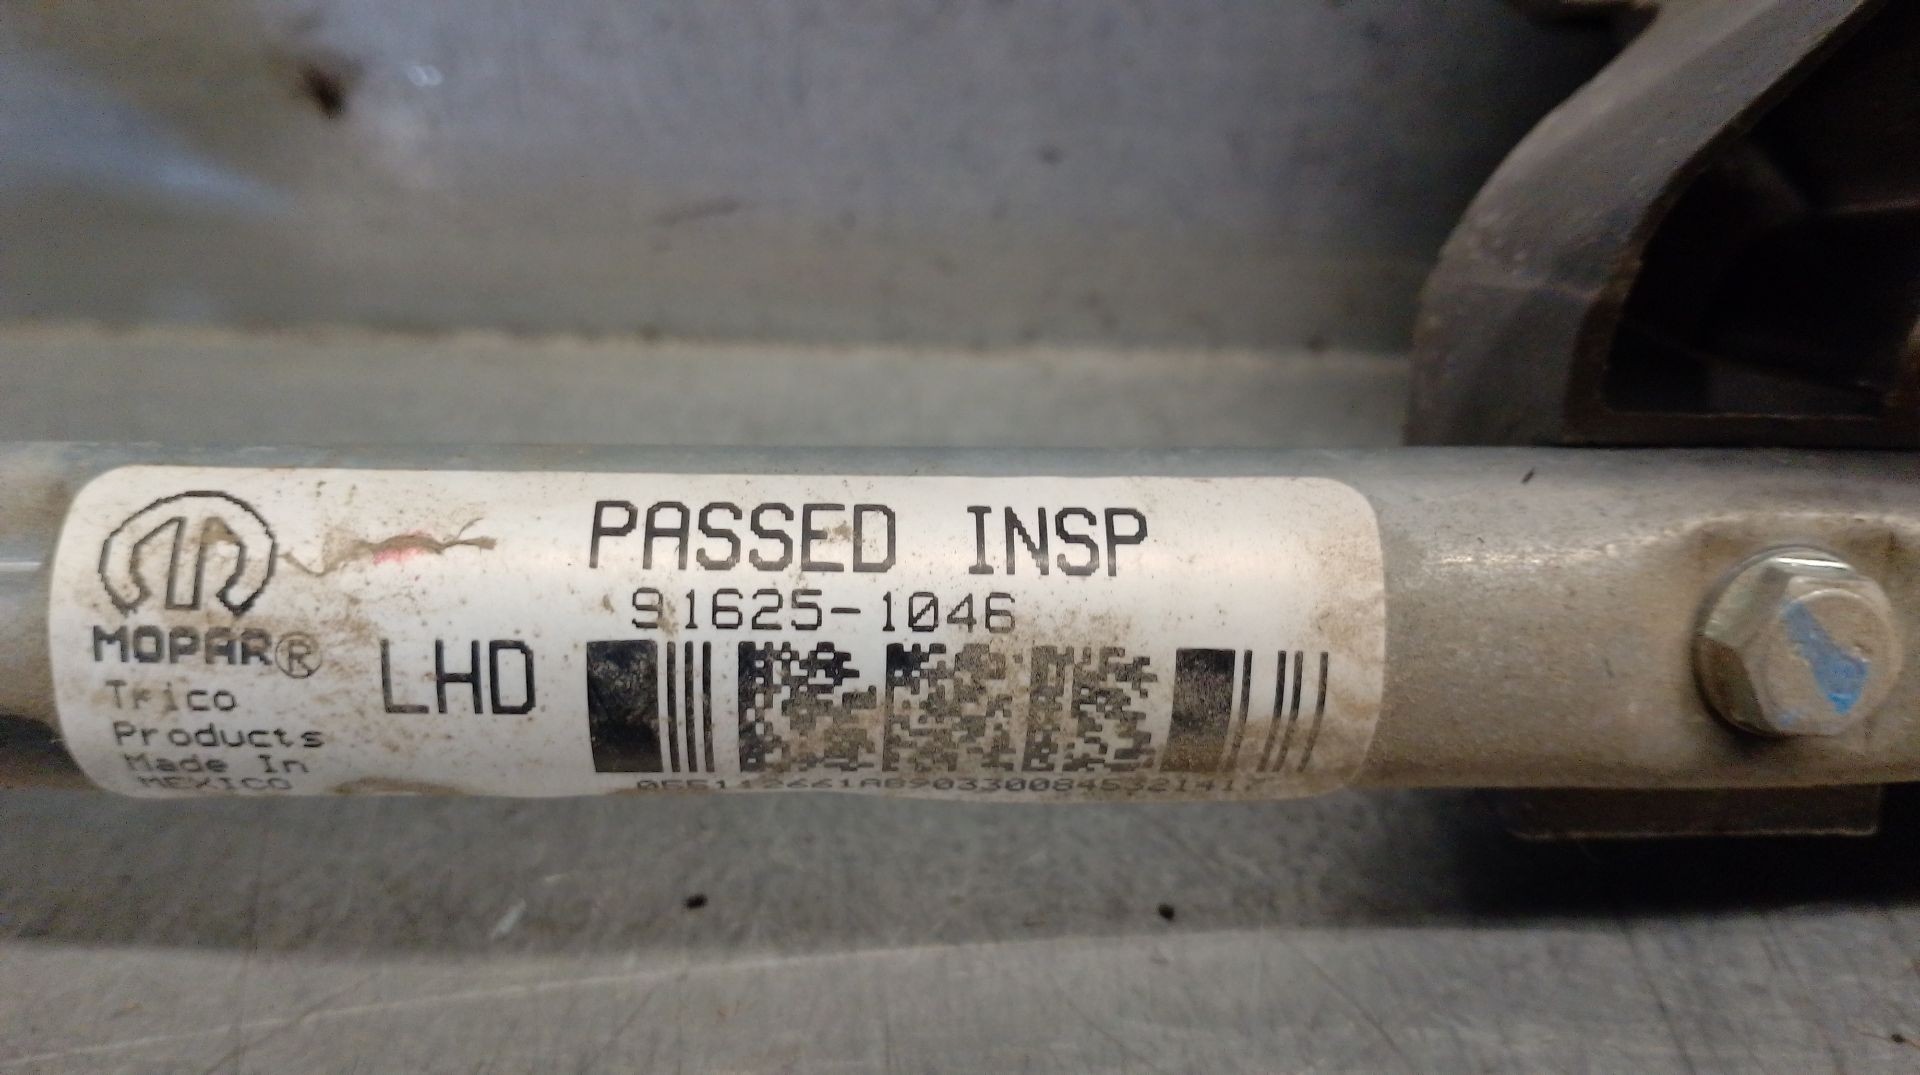 PASSED INSP
91625-1046
MOPAR®
LHD
Trico
Products
Made In
MEXICO